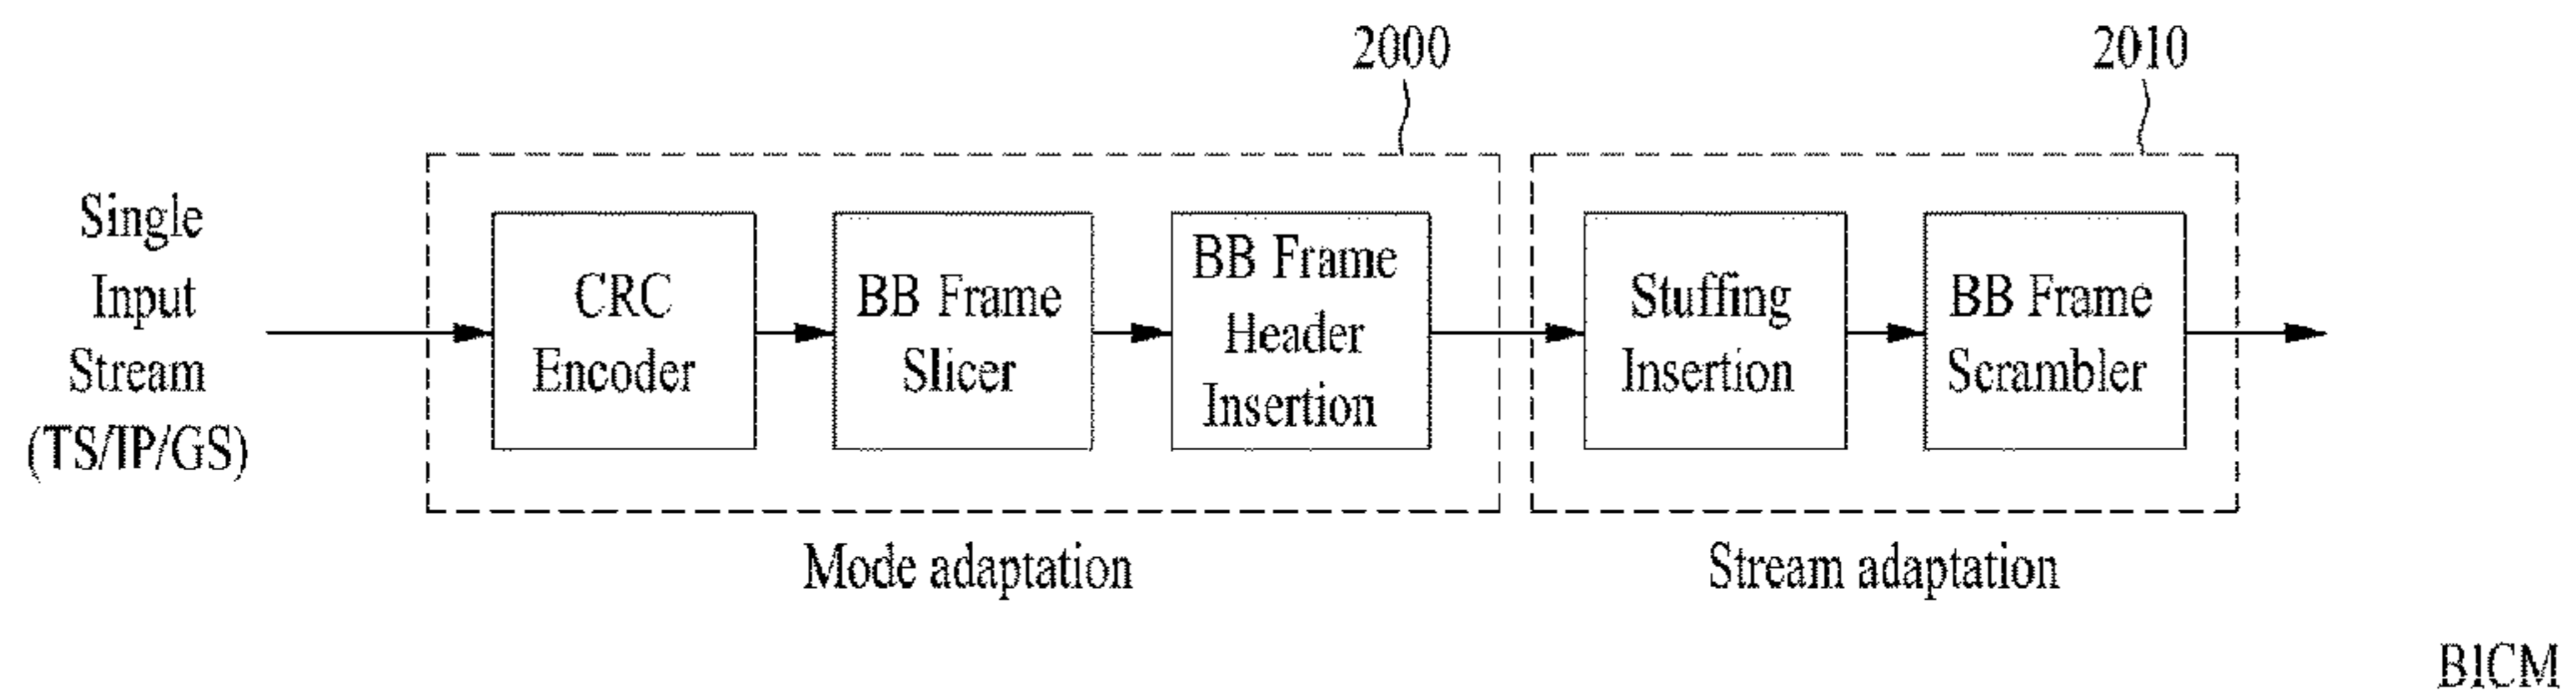 2000
2010
Single
Input
Stream
(TS/IP/GS)
CRC
Encoder
BB Frame
Slicer
BB Frame
Header
Insertion
Stuffing
Insertion
BB Frame
Scrambler
Mode adaptation
Stream adaptation
BICM